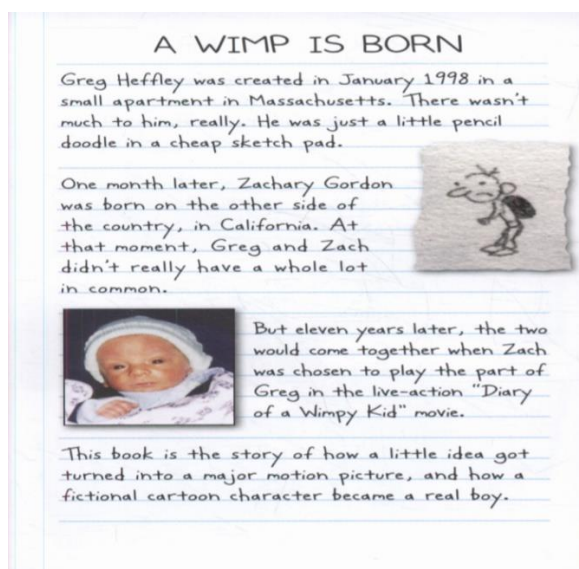 A WIMP IS BORN
Greg Heffley was created in January 1998 in a
small apartment in Massachusetts. There wasn't
much to him, really. He was just a little pencil
doodle in a cheap sketch pad.
One month later, Zachary Gordon
was born on the other side of
the country, in California. At
that moment, Greg and Zach
didn't really have a whole lot
in common.
But eleven years later, the two
would come together when Zach
was chosen to play the part of
Greg in the live-action "Diary
of a Wimpy Kid" movie.
This book is the story of how a little idea got
turned into a major motion picture, and how a
fictional cartoon character became a real boy.